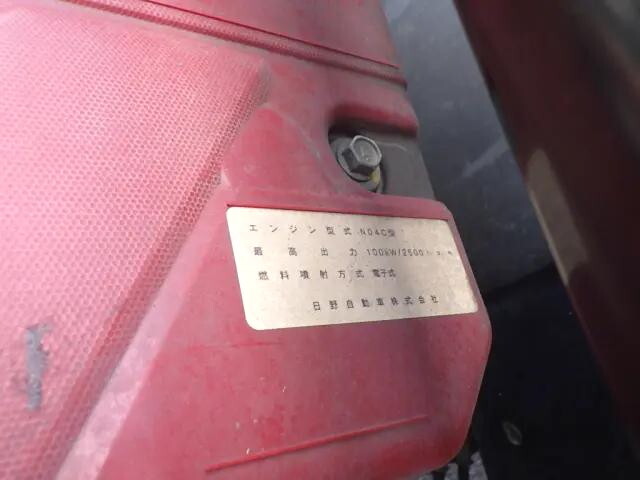 エンジン型式 N04C型
最高出力 100kW/2500
燃料噴射方式 電子式
日野自動車株式会社